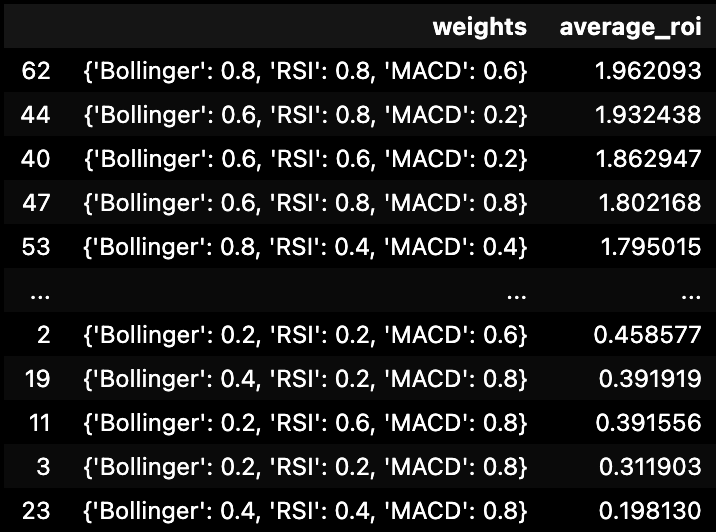 weights average_roi
62 {'Bollinger': 0.8, 'RSI': 0.8, 'MACD': 0.6} 1.962093
44 {'Bollinger': 0.6, 'RSI': 0.8, 'MACD': 0.2} 1.932438
40 {'Bollinger': 0.6, 'RSI': 0.6, 'MACD': 0.2} 1.862947
47 {'Bollinger': 0.6, 'RSI': 0.8, 'MACD': 0.8} 1.802168
53 {'Bollinger': 0.8, 'RSI': 0.4, 'MACD': 0.4} 1.795015
... ... ...
2 {'Bollinger': 0.2, 'RSI': 0.2, 'MACD': 0.6} 0.458577
19 {'Bollinger': 0.4, 'RSI': 0.2, 'MACD': 0.8} 0.391919
11 {'Bollinger': 0.2, 'RSI': 0.6, 'MACD': 0.8} 0.391556
3 {'Bollinger': 0.2, 'RSI': 0.2, 'MACD': 0.8} 0.311903
23 {'Bollinger': 0.4, 'RSI': 0.4, 'MACD': 0.8} 0.198130